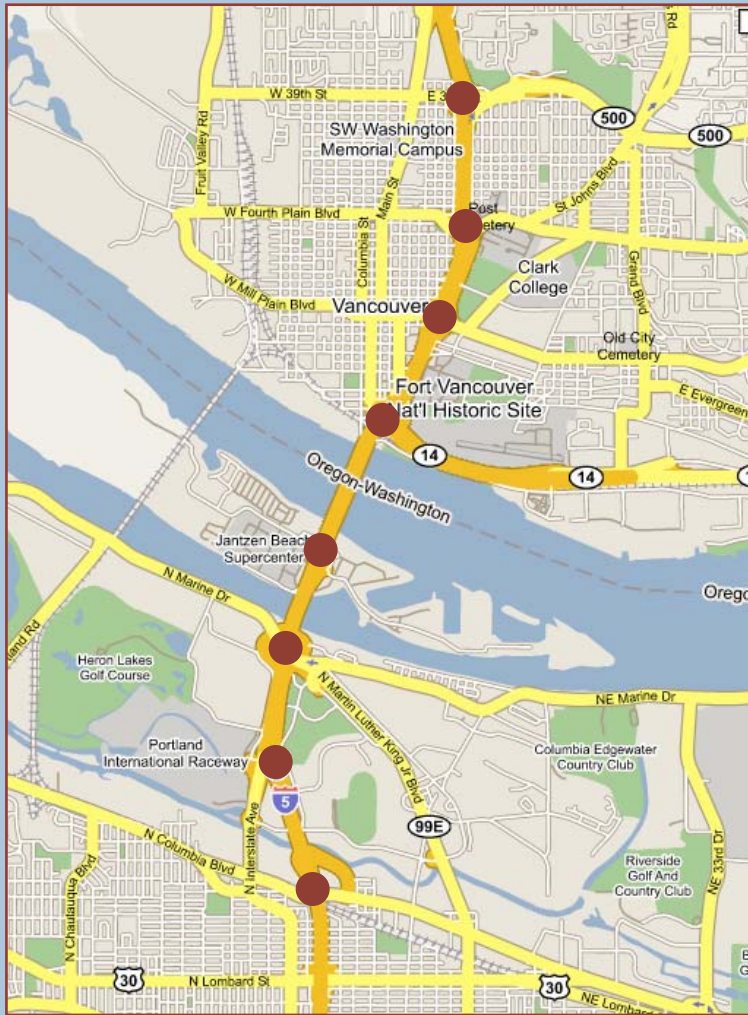 W 39th St
E 3
500
500
SW Washington
Memorial Campus
Fruit Valley Rd
Main St
St Johns Blvd
W Fourth Plain Blvd
Columbia St
Grand Blvd
Clark
College
W Mill Plain Blvd
Vancouver
Old City
Cemetery
E Evergreen
Fort Vancouver
Nat'l Historic Site
14
14
Oregon-Washington
Jantzen Beach
Supercenter
N Marine Dr
Orego
tland Rd
Heron Lakes
Golf Course
N Martin Luther King Jr Blvd
NE Marine Dr
Portland
International Raceway
Columbia Edgewater
Country Club
5
N Interstate Ave
99E
N Columbia Blvd
NE 33rd Dr
Riverside
Golf And
Country Club
N Chautauqua Blvd
30
N Lombard St
30
NE Lombard